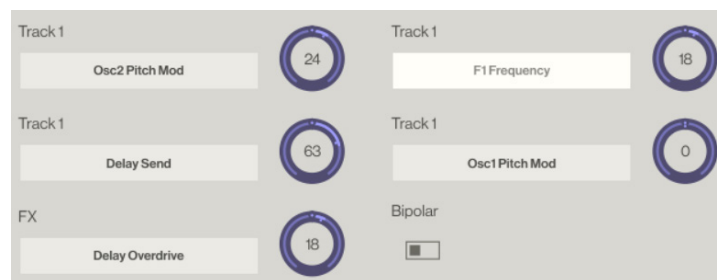 Track 1
Osc2 Pitch Mod
24
Track 1
F1 Frequency
18
Track 1
Delay Send
63
Track 1
Osc1 Pitch Mod
0
FX
Delay Overdrive
18
Bipolar